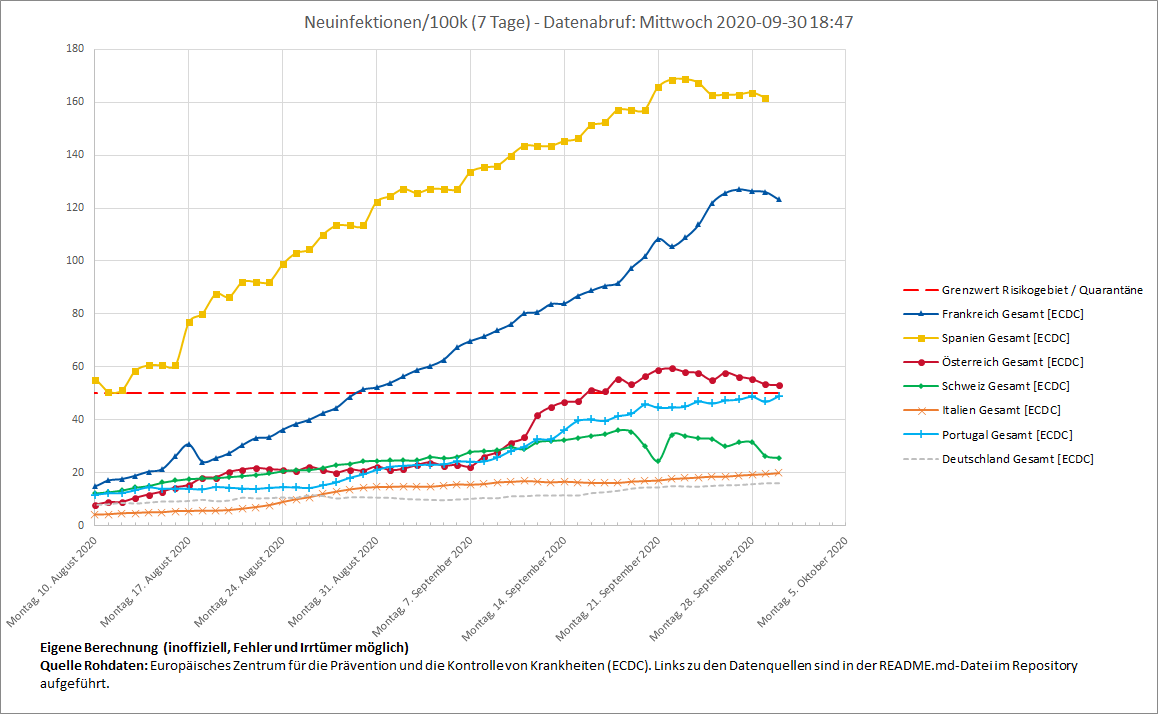 Neuinfektionen/100k (7 Tage) - Datenabruf: Mittwoch 2020-09-30 18:47
180
160
140
120
100
80
60
40
20
0
Montag, 10. August 2020
Montag, 17. August 2020
Montag, 24. August 2020
Montag, 31. August 2020
Montag, 7. September 2020
Montag, 14. September 2020
Montag, 21. September 2020
Montag, 28. September 2020
Montag, 5. Oktober 2020
Grenzwert Risikogebiet / Quarantäne
Frankreich Gesamt [ECDC]
Spanien Gesamt [ECDC]
Österreich Gesamt [ECDC]
Schweiz Gesamt [ECDC]
Italien Gesamt [ECDC]
Portugal Gesamt [ECDC]
Deutschland Gesamt [ECDC]
Eigene Berechnung (inoffiziell, Fehler und Irrtümer möglich)
Quelle Rohdaten: Europäisches Zentrum für die Prävention und die Kontrolle von Krankheiten (ECDC). Links zu den Datenquellen sind in der README.md-Datei im Repository
aufgeführt.